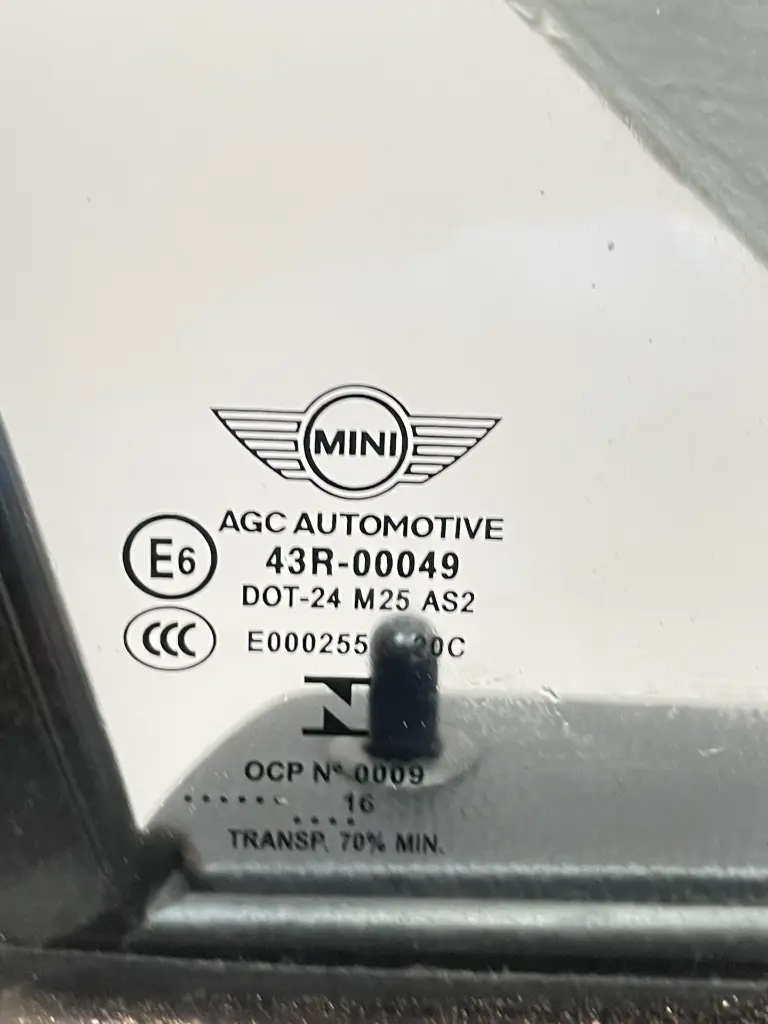 MINI
AGC AUTOMOTIVE
E6
43R-00049
DOT-24 M25 AS2
CCC
E000255 20C
N
OCP Nº 0009
...... 16
....
TRANSP. 70% MIN.